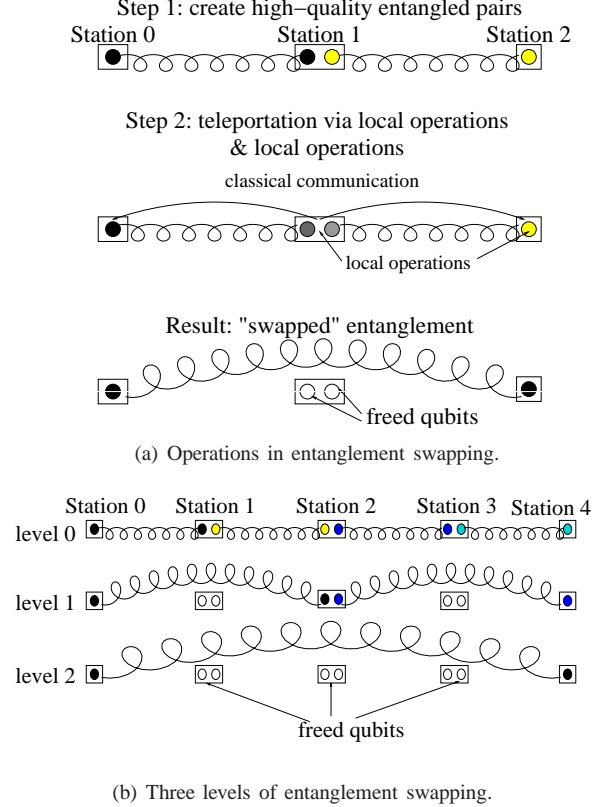 Step 1: create high−quality entangled pairs
Station 0 Station 1 Station 2
Step 2: teleportation via local operations
& local operations
classical communication
local operations
Result: "swapped" entanglement
freed qubits
(a) Operations in entanglement swapping.
Station 0 Station 1 Station 2 Station 3 Station 4
level 0
level 1
level 2
freed qubits
(b) Three levels of entanglement swapping.